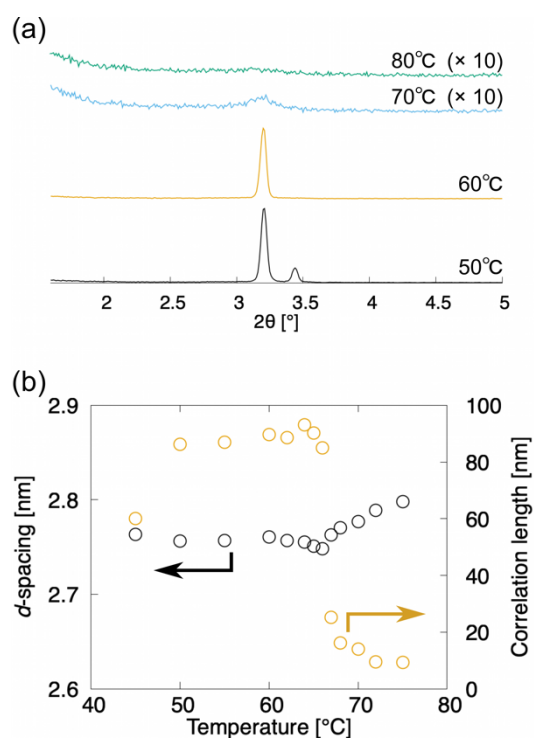 (a)
80°C (× 10)
70°C (× 10)
60°C
50°C
2 2.5 3 3.5 4 4.5 5
2θ [°]
(b)
2.9
2.8
2.7
2.6
d-spacing [nm]
100
80
60
40
20
0
Correlation length [nm]
40 50 60 70 80
Temperature [°C]